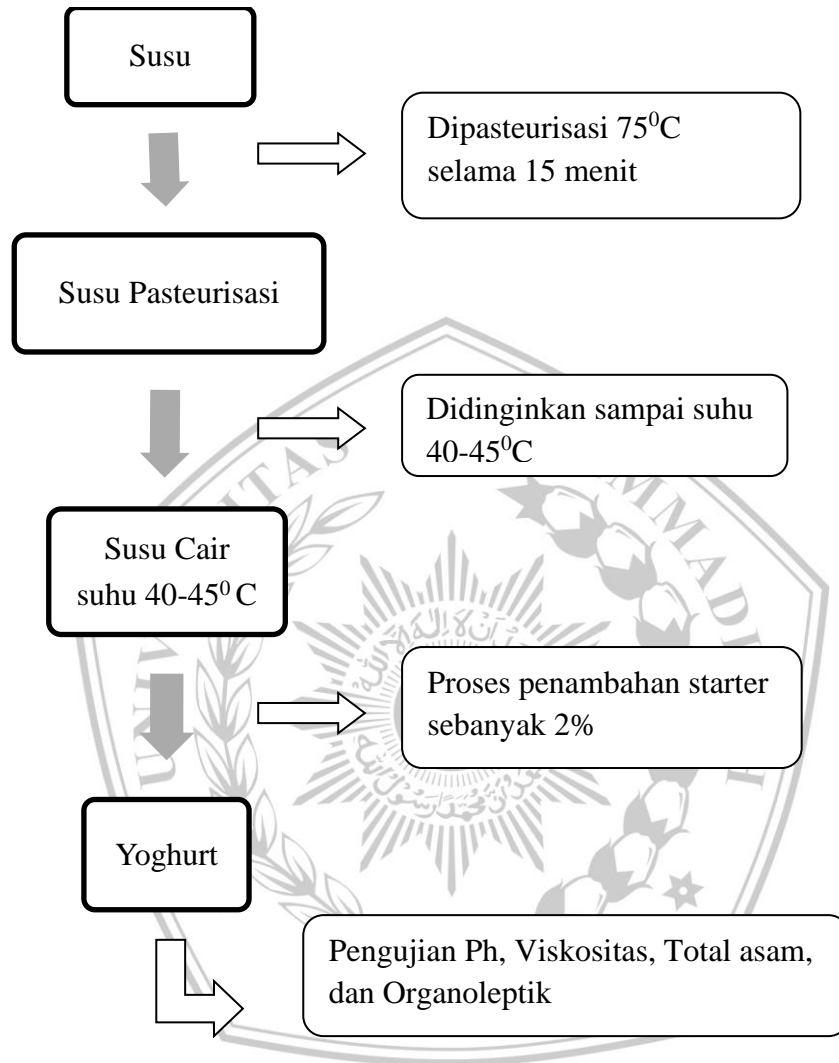 Susu
Dipasteurisasi 75⁰C
selama 15 menit
Susu Pasteurisasi
Didinginkan sampai suhu
40-45⁰C
Susu Cair
suhu 40-45⁰ C
Proses penambahan starter
sebanyak 2%
Yoghurt
Pengujian Ph, Viskositas, Total asam,
dan Organoleptik